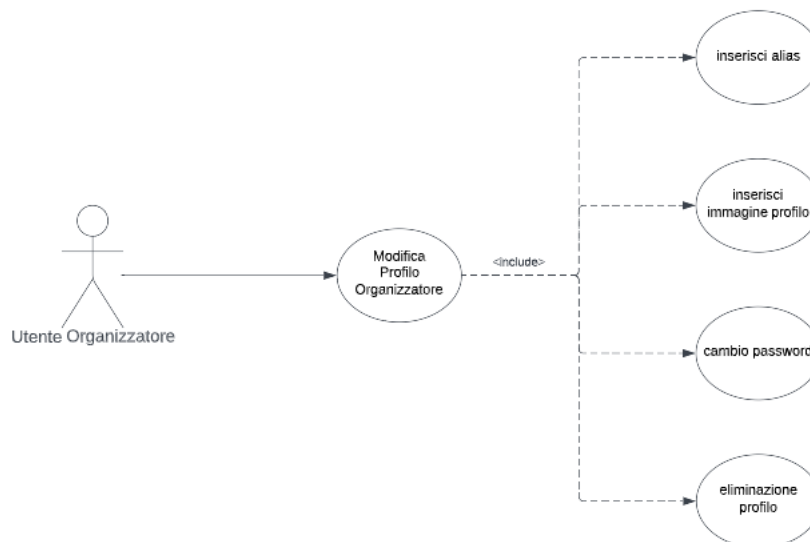 inserisci alias
inserisci
immagine profilo
Modifica
Profilo
Organizzatore
<include>
Utente Organizzatore
cambio password
eliminazione
profilo